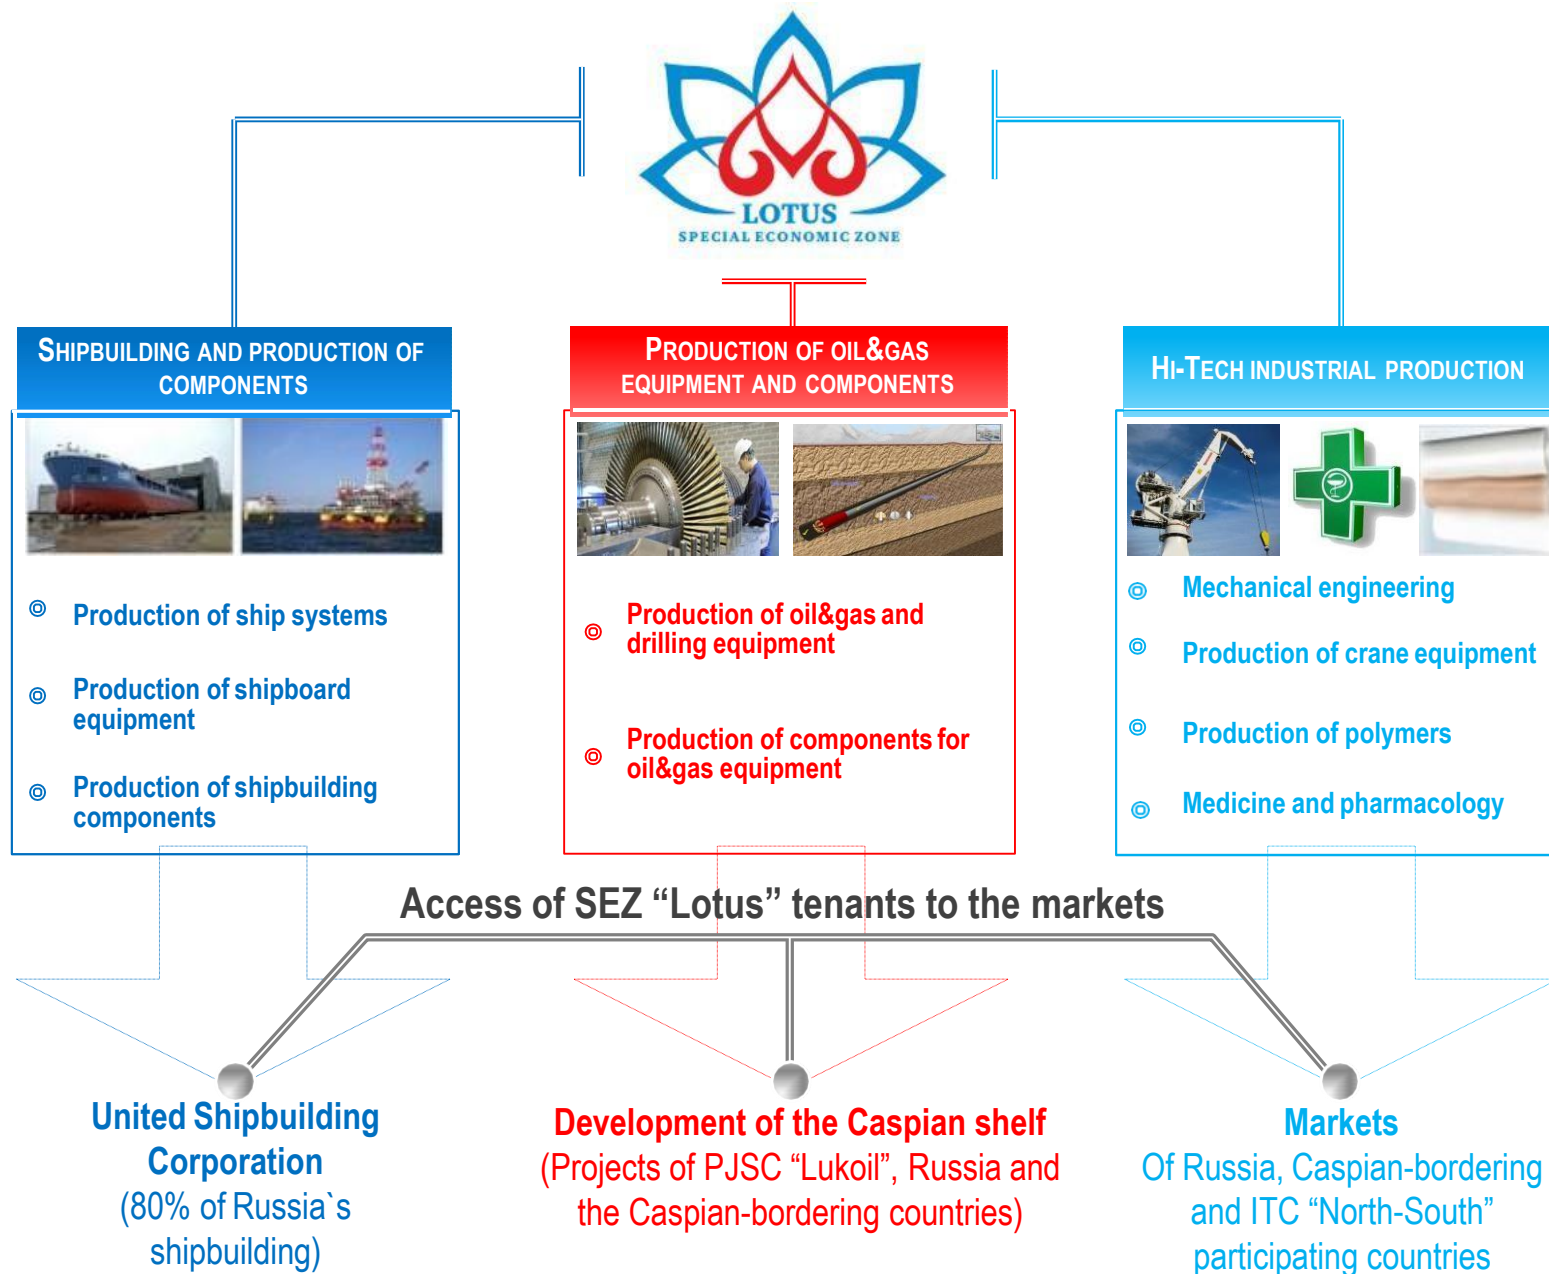 LOTUS
SPECIAL ECONOMIC ZONE
SHIPBUILDING AND PRODUCTION OF
COMPONENTS
Production of ship systems
Production of shipboard
equipment
Production of shipbuilding
components
PRODUCTION OF OIL&GAS
EQUIPMENT AND COMPONENTS
Production of oil&gas and
drilling equipment
Production of components for
oil&gas equipment
HI-TECH INDUSTRIAL PRODUCTION
Mechanical engineering
Production of crane equipment
Production of polymers
Medicine and pharmacology
Access of SEZ “Lotus” tenants to the markets
United Shipbuilding
Corporation
(80% of Russia`s
shipbuilding)
Development of the Caspian shelf
(Projects of PJSC “Lukoil”, Russia and
the Caspian-bordering countries)
Markets
Of Russia, Caspian-bordering
and ITC “North-South”
participating countries